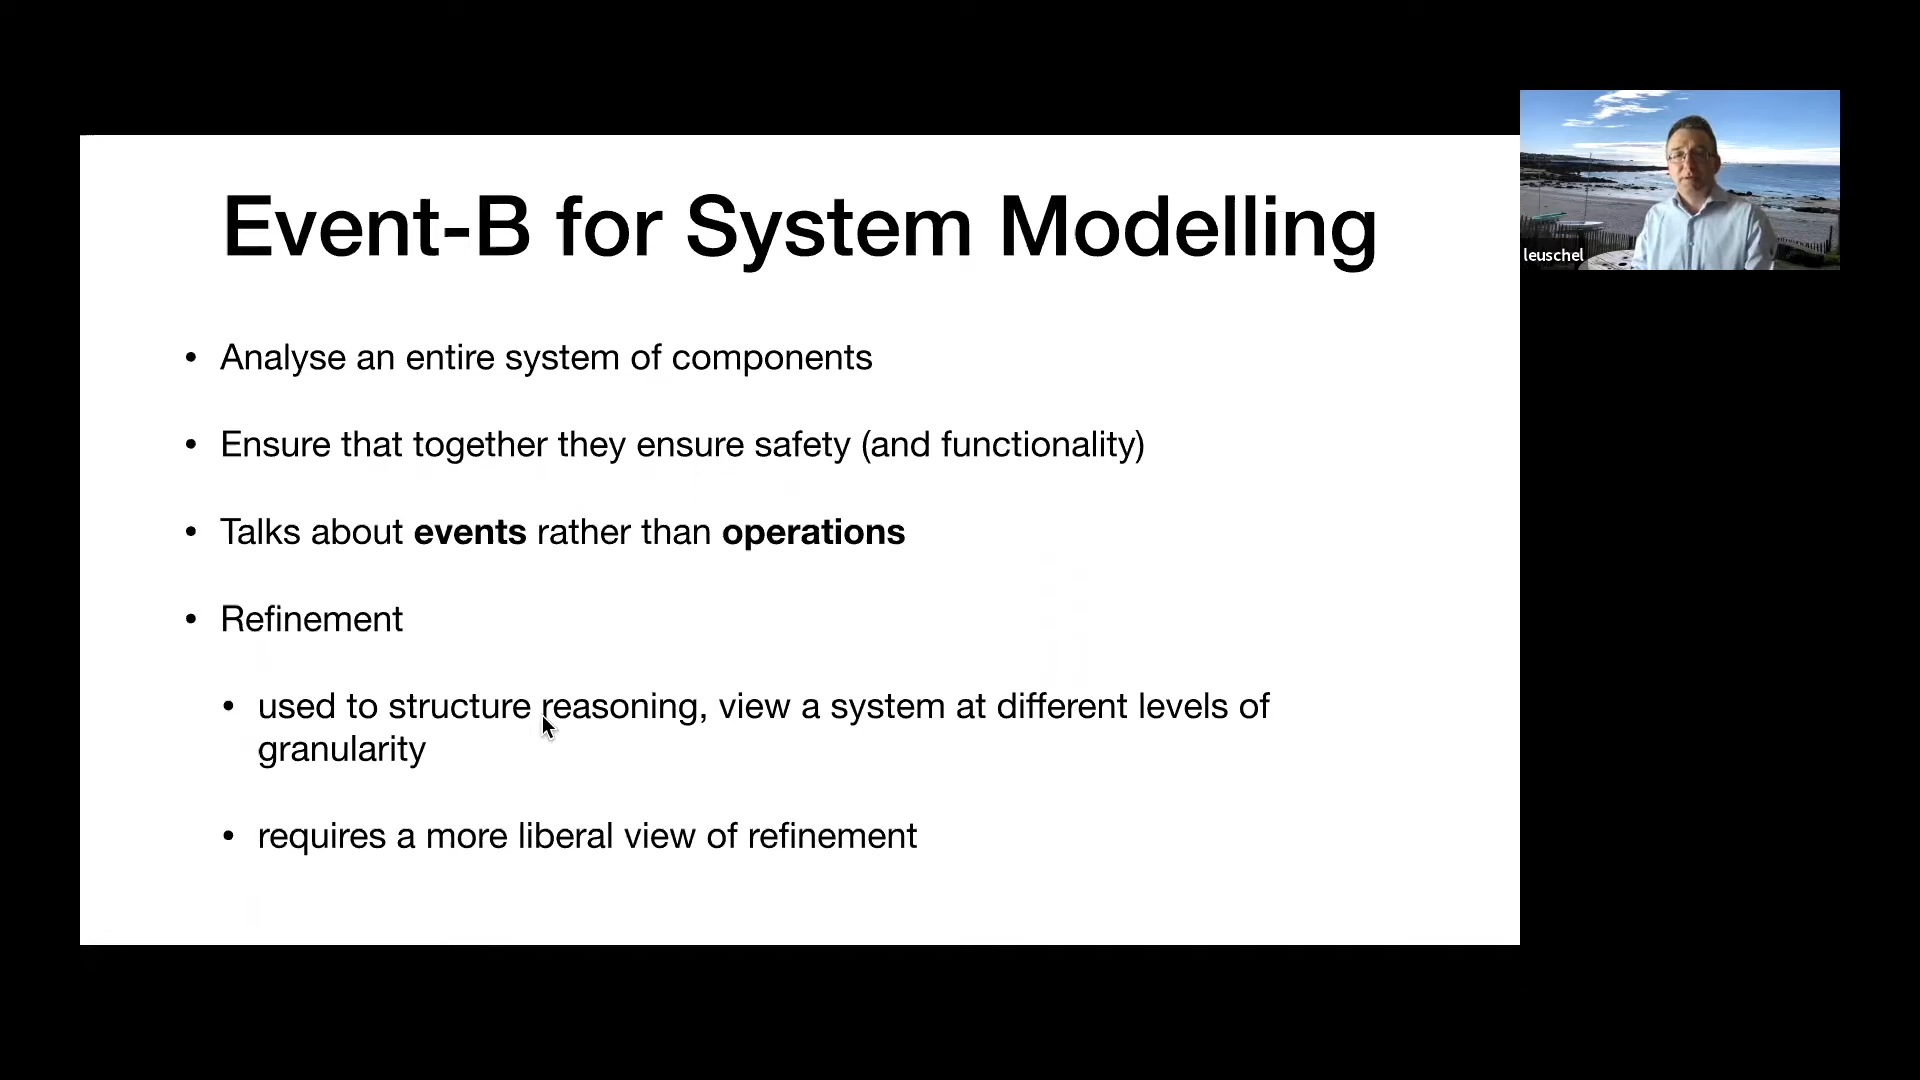 Event-B for System Modelling
leuschel
• Analyse an entire system of components
• Ensure that together they ensure safety (and functionality)
• Talks about events rather than operations
• Refinement
• used to structure reasoning, view a system at different levels of
granularity
• requires a more liberal view of refinement